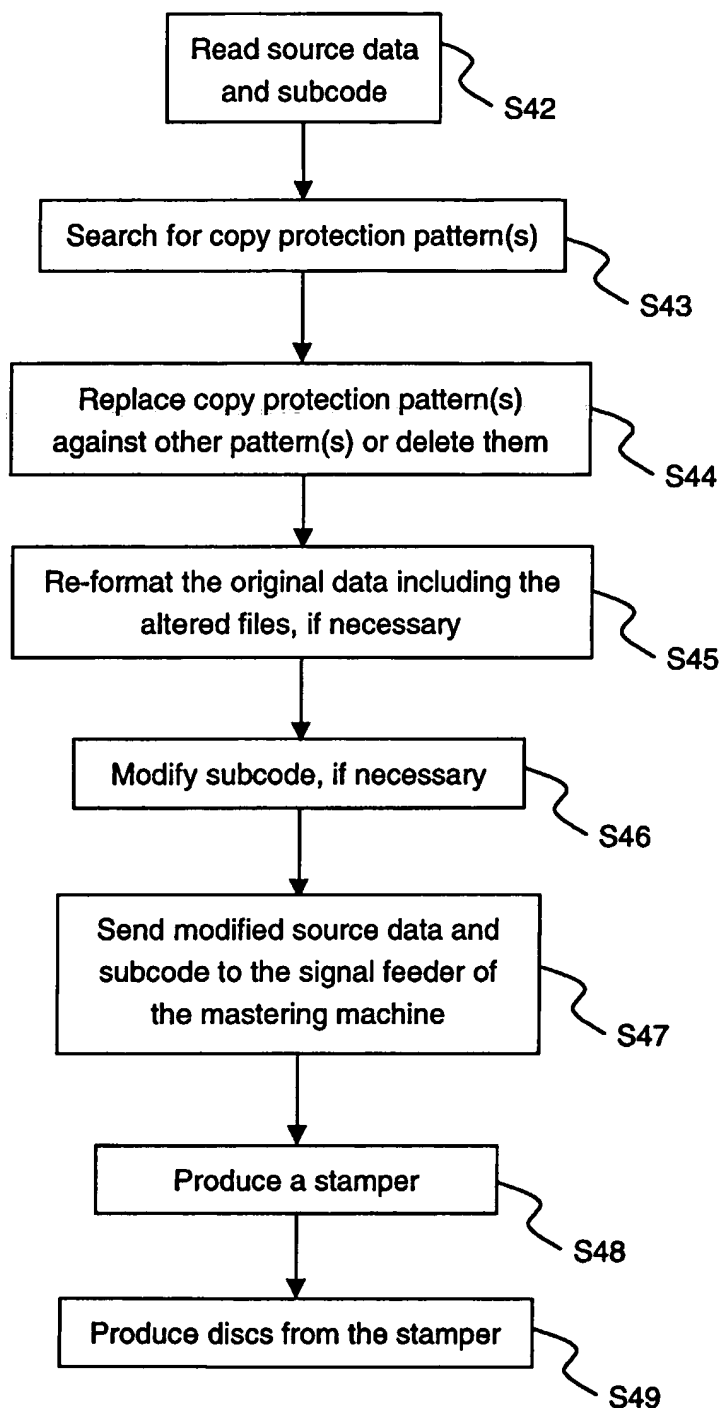 Read source data
and subcode
S42
Search for copy protection pattern(s)
S43
Replace copy protection pattern(s)
against other pattern(s) or delete them
S44
Re-format the original data including the
altered files, if necessary
S45
Modify subcode, if necessary
S46
Send modified source data and
subcode to the signal feeder of
the mastering machine
S47
Produce a stamper
S48
Produce discs from the stamper
S49